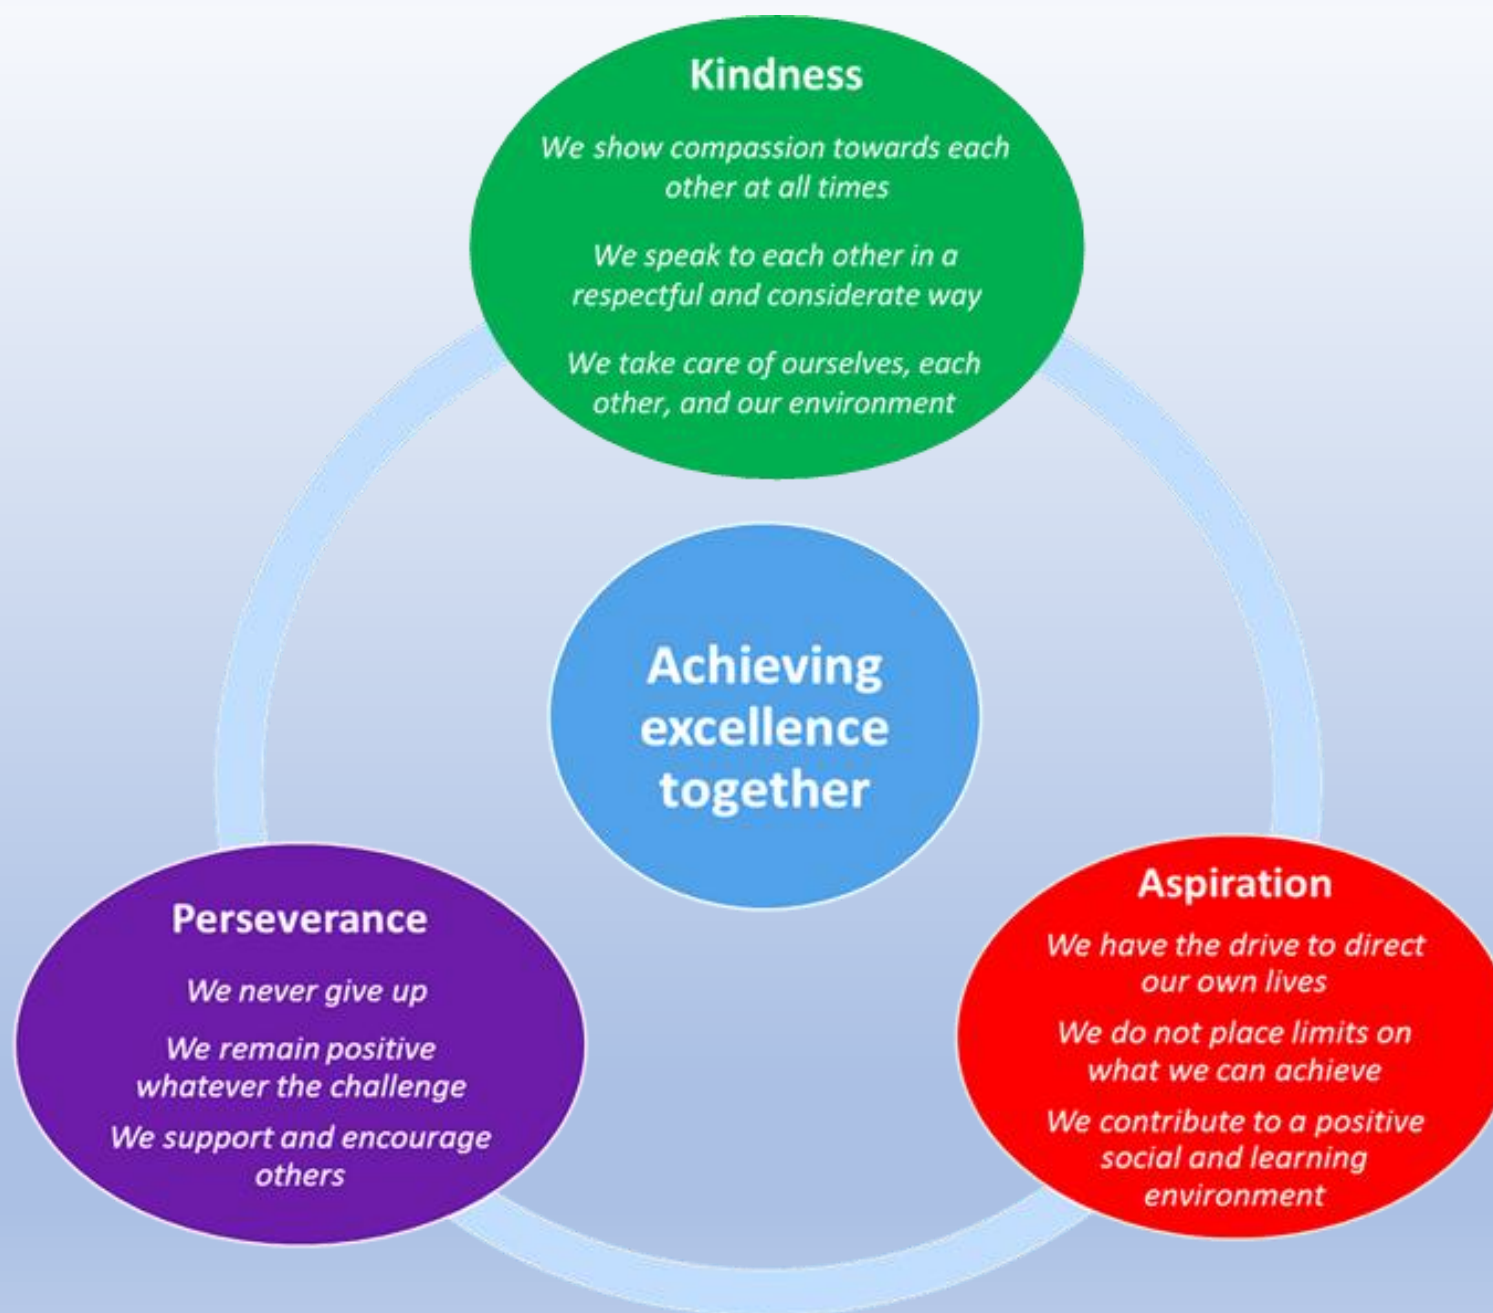 Kindness
We show compassion towards each
other at all times
We speak to each other in a
respectful and considerate way
We take care of ourselves, each
other, and our environment
Achieving
excellence
together
Perseverance
We never give up
We remain positive
whatever the challenge
We support and encourage
others
Aspiration
We have the drive to direct
our own lives
We do not place limits on
what we can achieve
We contribute to a positive
social and learning
environment